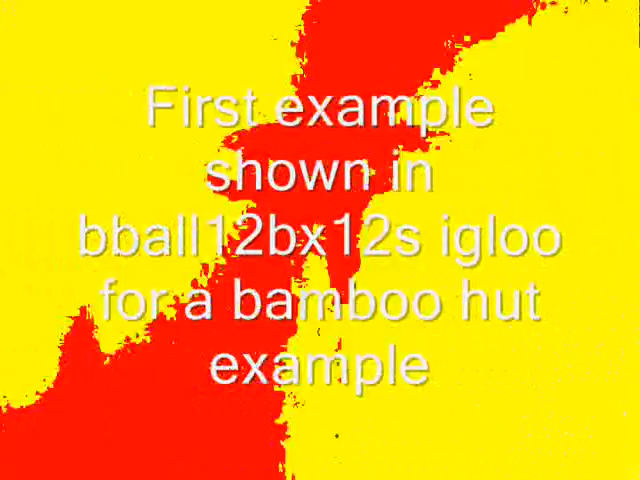 First example
shown in
bball12bx12s igloo
for a bamboo hut
example